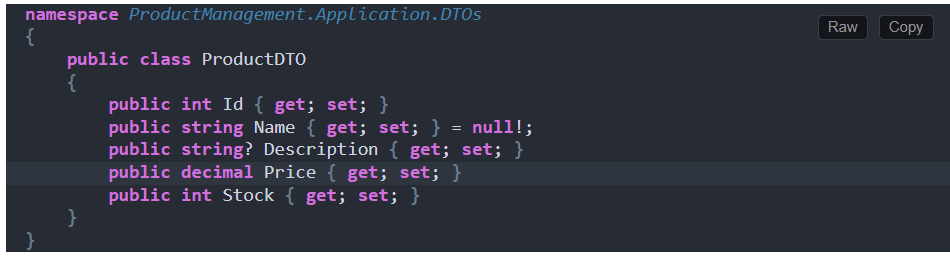 namespace ProductManagement.Application.DTOs
{
Raw Copy
    public class ProductDTO
    {
        public int Id { get; set; }
        public string Name { get; set; } = null!;
        public string? Description { get; set; }
        public decimal Price { get; set; }
        public int Stock { get; set; }
    }
}